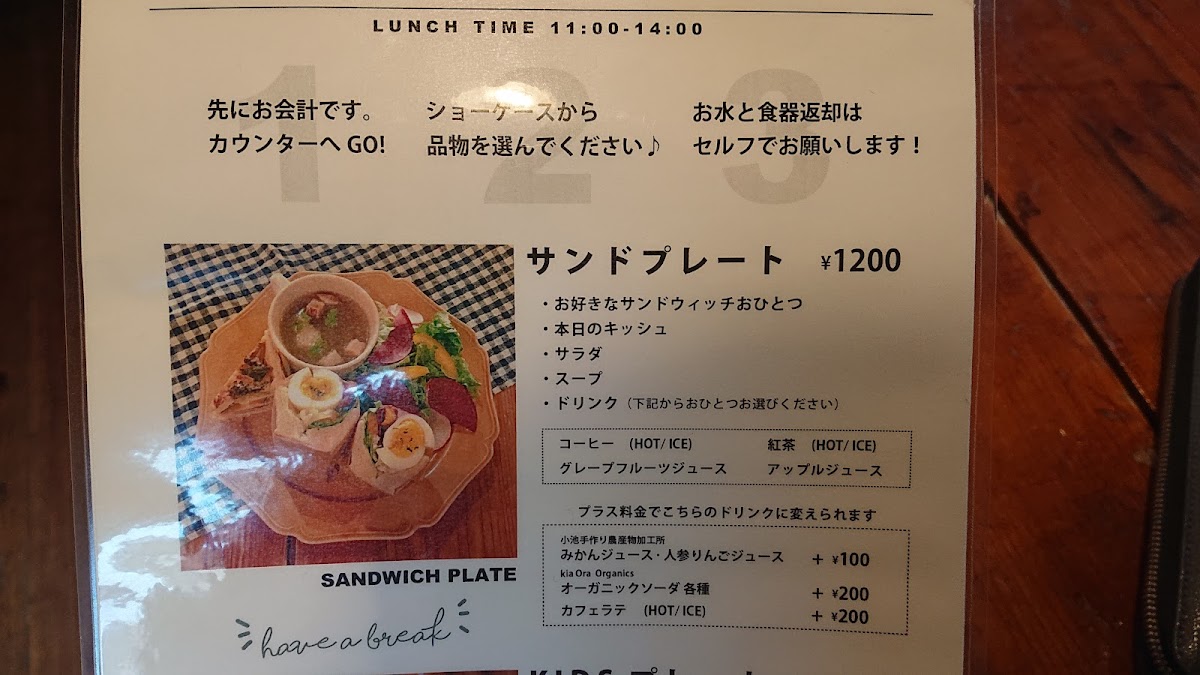 LUNCH TIME 11:00-14:00
1 2 3
先にお会計です。
カウンターへ GO!
ショーケースから
品物を選んでください♪
お水と食器返却は
セルフでお願いします！
サンドプレート ¥1200
・お好きなサンドウィッチおひとつ
・本日のキッシュ
・サラダ
・スープ
・ドリンク（下記からおひとつお選びください）
コーヒー (HOT/ ICE) 紅茶 (HOT/ ICE)
グレープフルーツジュース アップルジュース
プラス料金でこちらのドリンクに変えられます
小池手作り農産物加工所
みかんジュース・人参りんごジュース + ¥100
kia Ora Organics
オーガニックソーダ 各種 + ¥200
カフェラテ (HOT/ ICE) + ¥200
SANDWICH PLATE
have a break